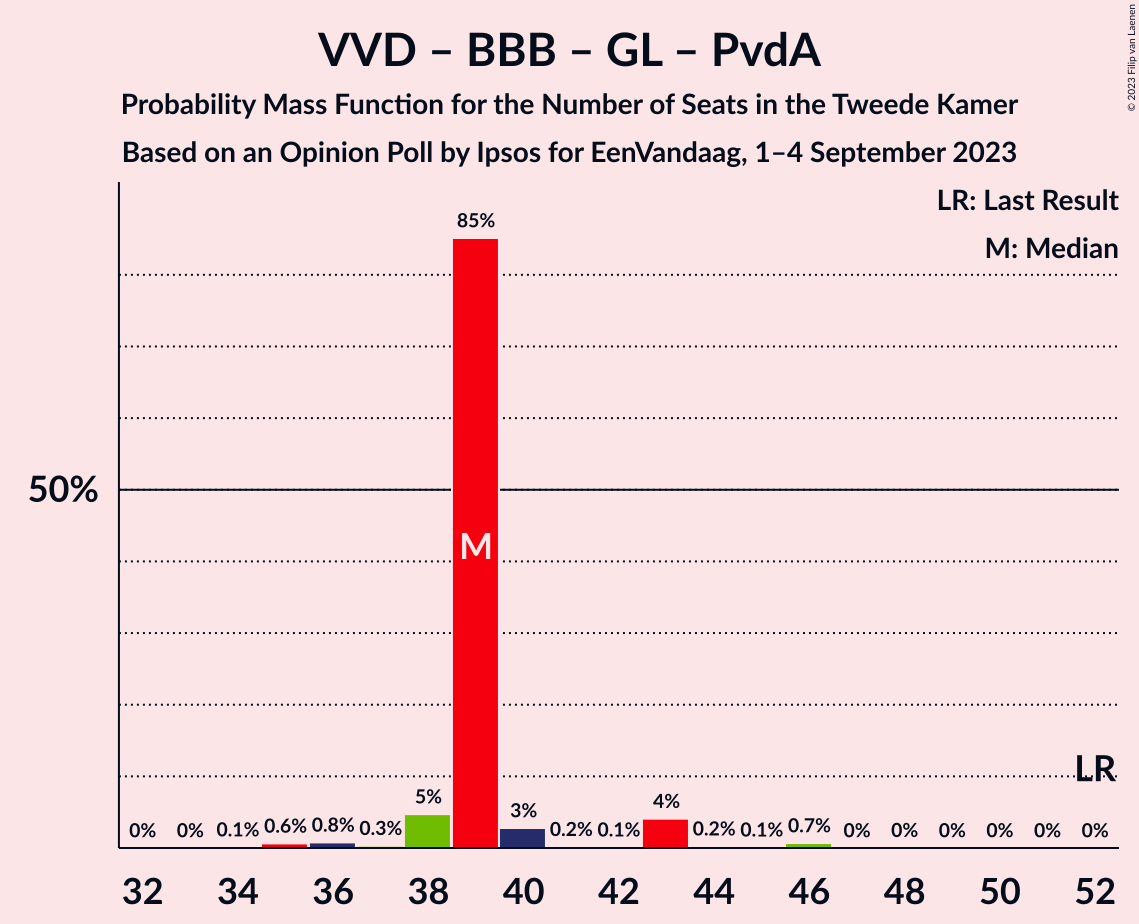 VVD – BBB – GL – PvdA
Probability Mass Function for the Number of Seats in the Tweede Kamer
Based on an Opinion Poll by Ipsos for EenVandaag, 1–4 September 2023
© 2023 Filip van Laenen
LR: Last Result
M: Median
85%
50%
M
LR
5%
4%
3%
0% 0% 0.1% 0.6% 0.8% 0.3% 0.2% 0.1% 0.2% 0.1% 0.7% 0% 0% 0% 0% 0% 0%
32 34 36 38 40 42 44 46 48 50 52